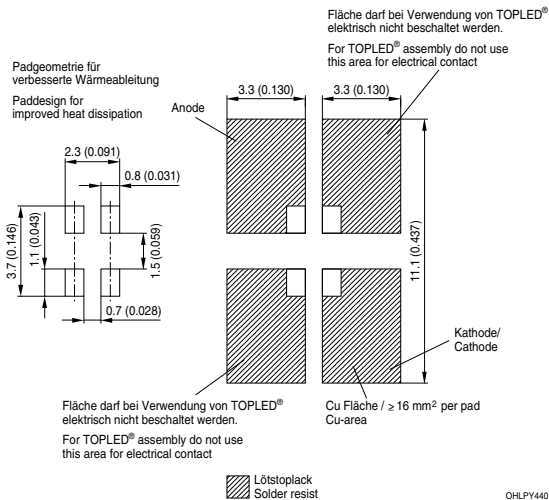 Fläche darf bei Verwendung von TOPLED®
elektrisch nicht beschaltet werden.
For TOPLED® assembly do not use
this area for electrical contact
Padgeometrie für
verbesserte Wärmeableitung
Paddesign for
improved heat dissipation
Anode
3.3 (0.130)
3.3 (0.130)
2.3 (0.091)
0.8 (0.031)
3.7 (0.146)
1.1 (0.043)
1.5 (0.059)
0.7 (0.028)
11.1 (0.437)
Kathode/
Cathode
Fläche darf bei Verwendung von TOPLED®
elektrisch nicht beschaltet werden.
For TOPLED® assembly do not use
this area for electrical contact
Cu Fläche / ≥ 16 mm² per pad
Cu-area
Lötstoplack
Solder resist
OHLPY440